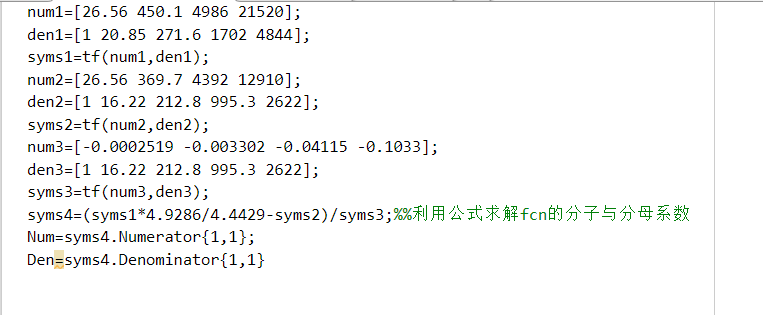 num1=[26.56 450.1 4986 21520];
den1=[1 20.85 271.6 1702 4844];
syms1=tf(num1,den1);
num2=[26.56 369.7 4392 12910];
den2=[1 16.22 212.8 995.3 2622];
syms2=tf(num2,den2);
num3=[-0.0002519 -0.003302 -0.04115 -0.1033];
den3=[1 16.22 212.8 995.3 2622];
syms3=tf(num3,den3);
syms4=(syms1*4.9286/4.4429-syms2)/syms3;%%利用公式求解fcn的分子与分母系数
Num=syms4.Numerator{1,1};
Den=syms4.Denominator{1,1}